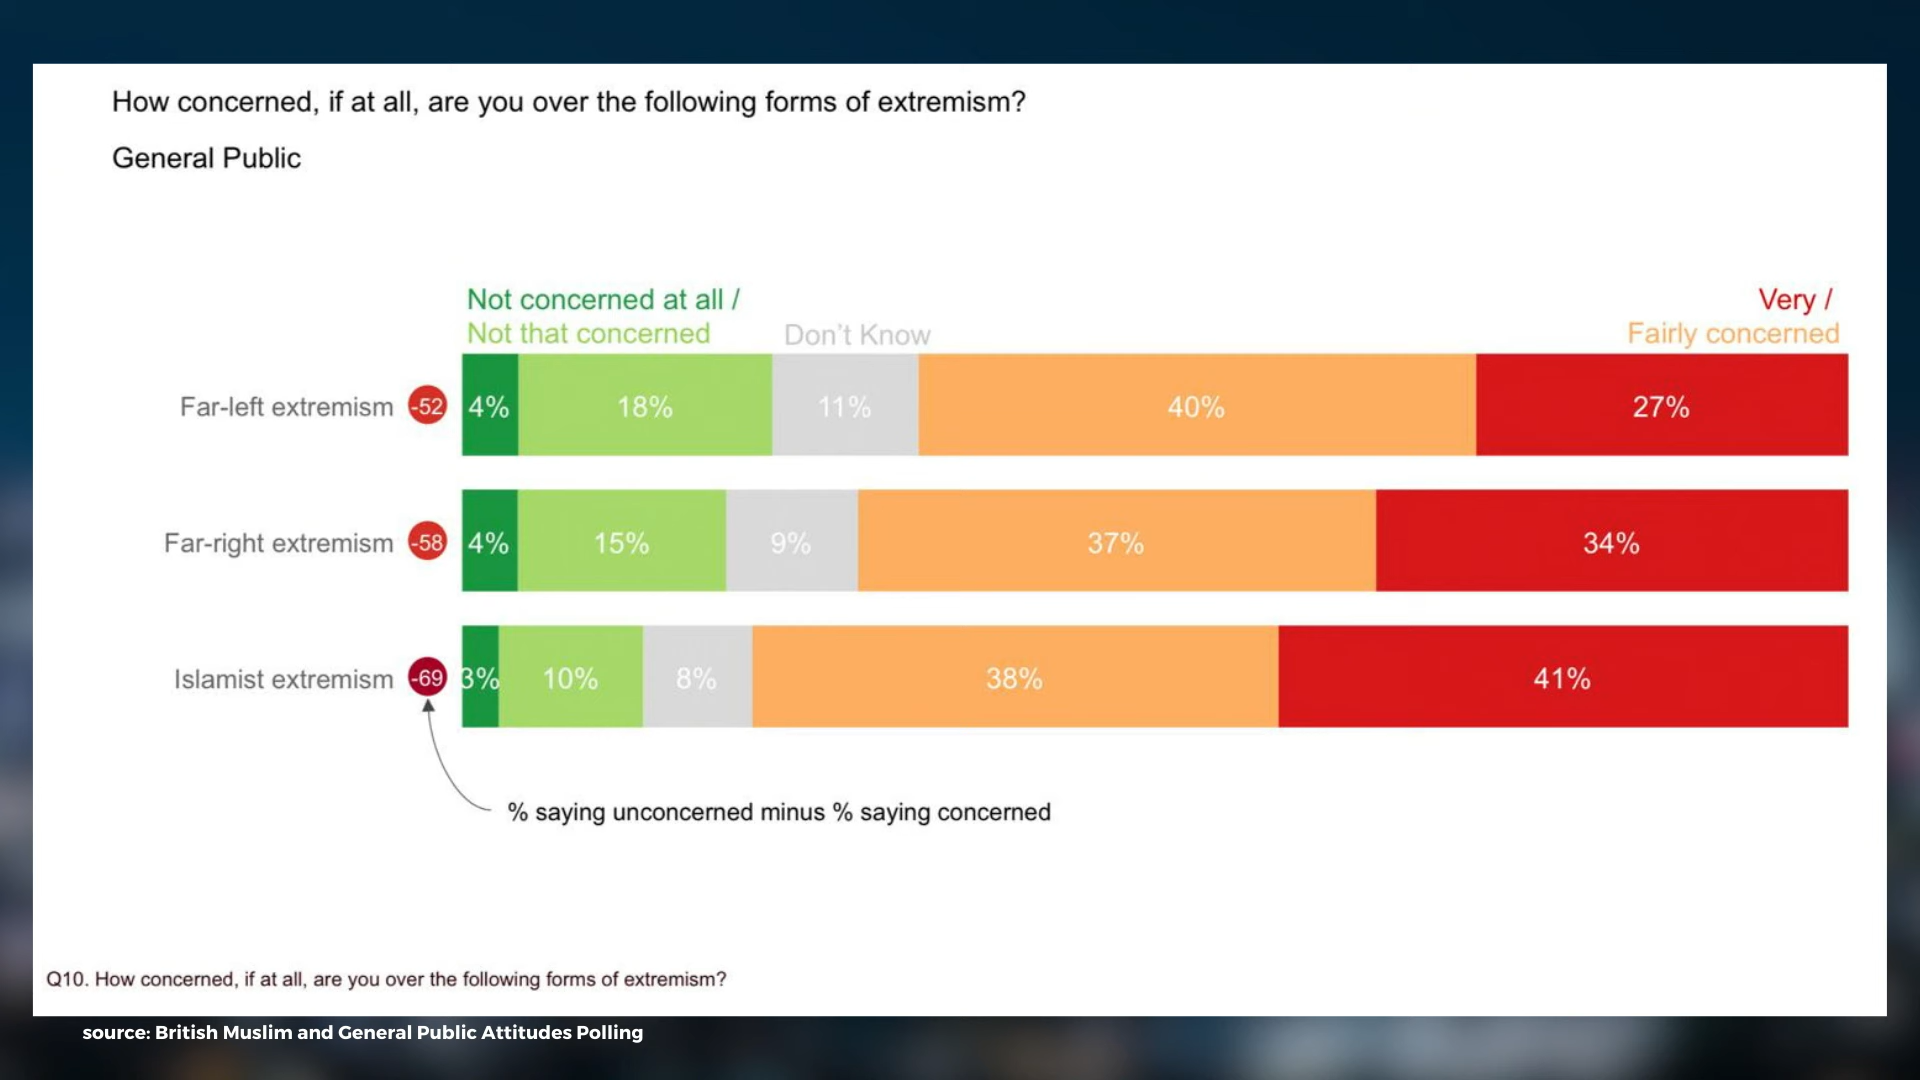 How concerned, if at all, are you over the following forms of extremism?
General Public
Not concerned at all /
Not that concerned
Don't Know
Very /
Fairly concerned
Far-left extremism -52 4% 18% 11% 40% 27%
Far-right extremism -58 4% 15% 9% 37% 34%
Islamist extremism -69 3% 10% 8% 38% 41%
% saying unconcerned minus % saying concerned
Q10. How concerned, if at all, are you over the following forms of extremism?
source: British Muslim and General Public Attitudes Polling